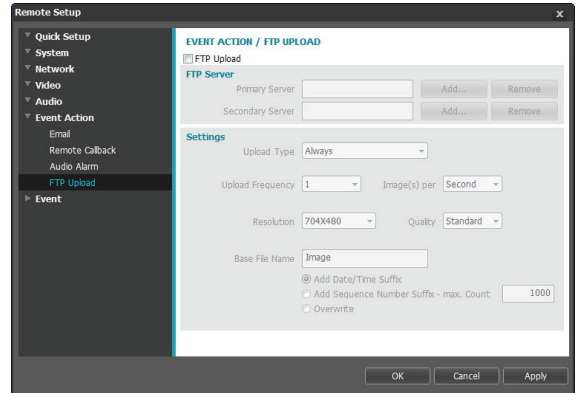 Remote Setup x
Quick Setup
System
Network
Video
Audio
Event Action
Email
Remote Callback
Audio Alarm
FTP Upload
Event
EVENT ACTION / FTP UPLOAD
FTP Upload
FTP Server
Primary Server Add... Remove
Secondary Server Add... Remove
Settings
Upload Type Always
Upload Frequency 1 Image(s) per Second
Resolution 704X480 Quality Standard
Base File Name Image
Add Date/Time Suffix
Add Sequence Number Suffix - max. Count 1000
Overwrite
OK Cancel Apply